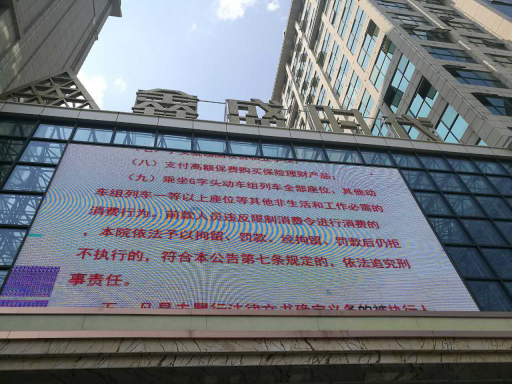 鑫
(八)支付高额保费购买保险理财产品;
(九)乘坐G字头动车组列车全部座位、其他动
车组列车一等以上座位等其他非生活和工作必需的
消费行为。前款人员违反限制消费令进行消费的
,本院依法予以拘留、罚款,经拘留、罚款后仍拒
不执行的,符合本公告第七条规定的,依法追究刑
事责任。